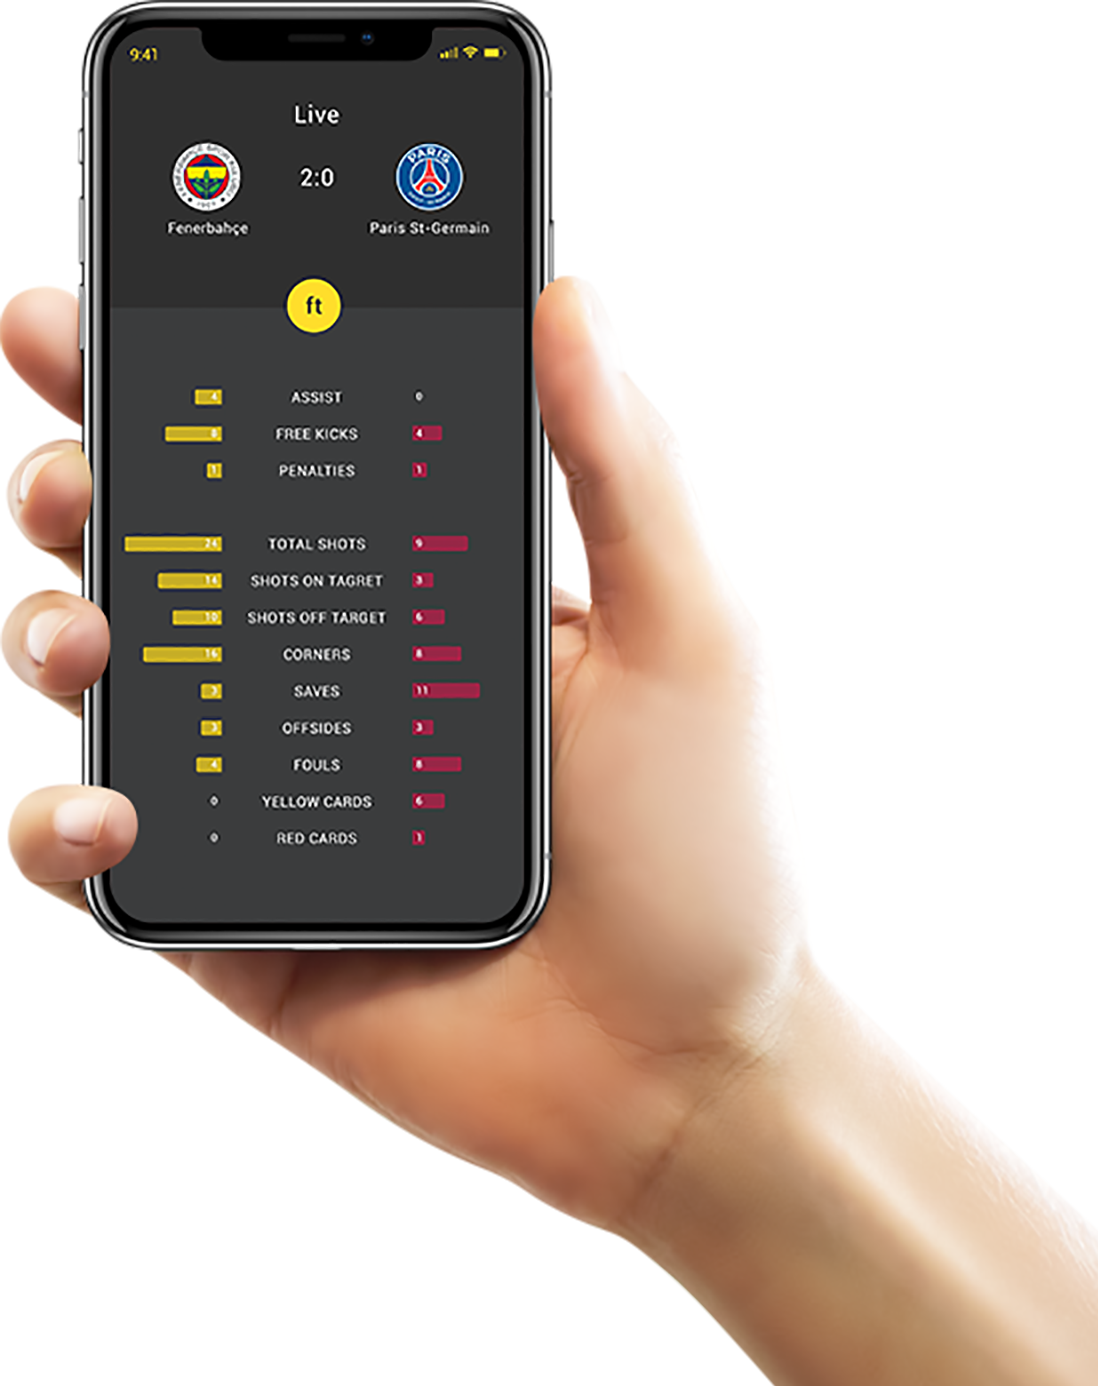 9:41
Live
PARIS
2:0
Fenerbahçe Paris St-Germain
ft
4 ASSIST 0
8 FREE KICKS 4
1 PENALTIES 1
24 TOTAL SHOTS 9
14 SHOTS ON TAGRET 3
10 SHOTS OFF TARGET 6
16 CORNERS 8
3 SAVES 11
3 OFFSIDES 3
4 FOULS 8
0 YELLOW CARDS 6
0 RED CARDS 1